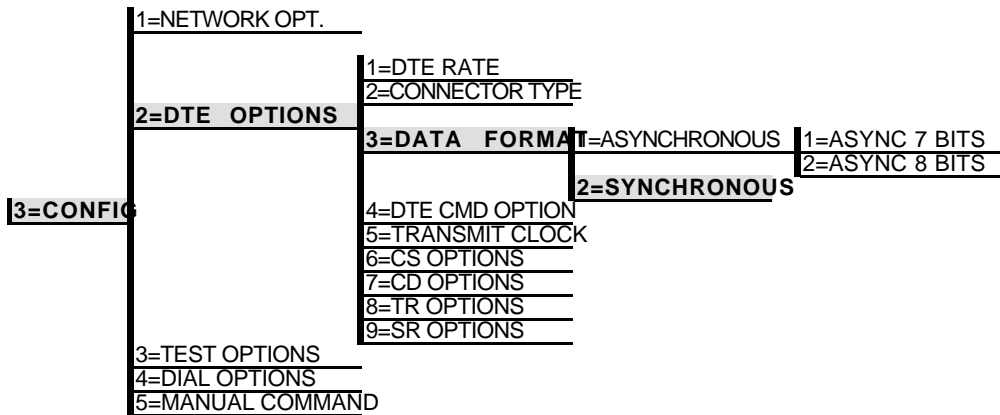 1=NETWORK OPT.
1=DTE RATE
2=CONNECTOR TYPE
2=DTE OPTIONS
3=DATA FORMAT
1=ASYNCHRONOUS
1=ASYNC 7 BITS
2=ASYNC 8 BITS
2=SYNCHRONOUS
3=CONFIG
4=DTE CMD OPTION
5=TRANSMIT CLOCK
6=CS OPTIONS
7=CD OPTIONS
8=TR OPTIONS
9=SR OPTIONS
3=TEST OPTIONS
4=DIAL OPTIONS
5=MANUAL COMMAND